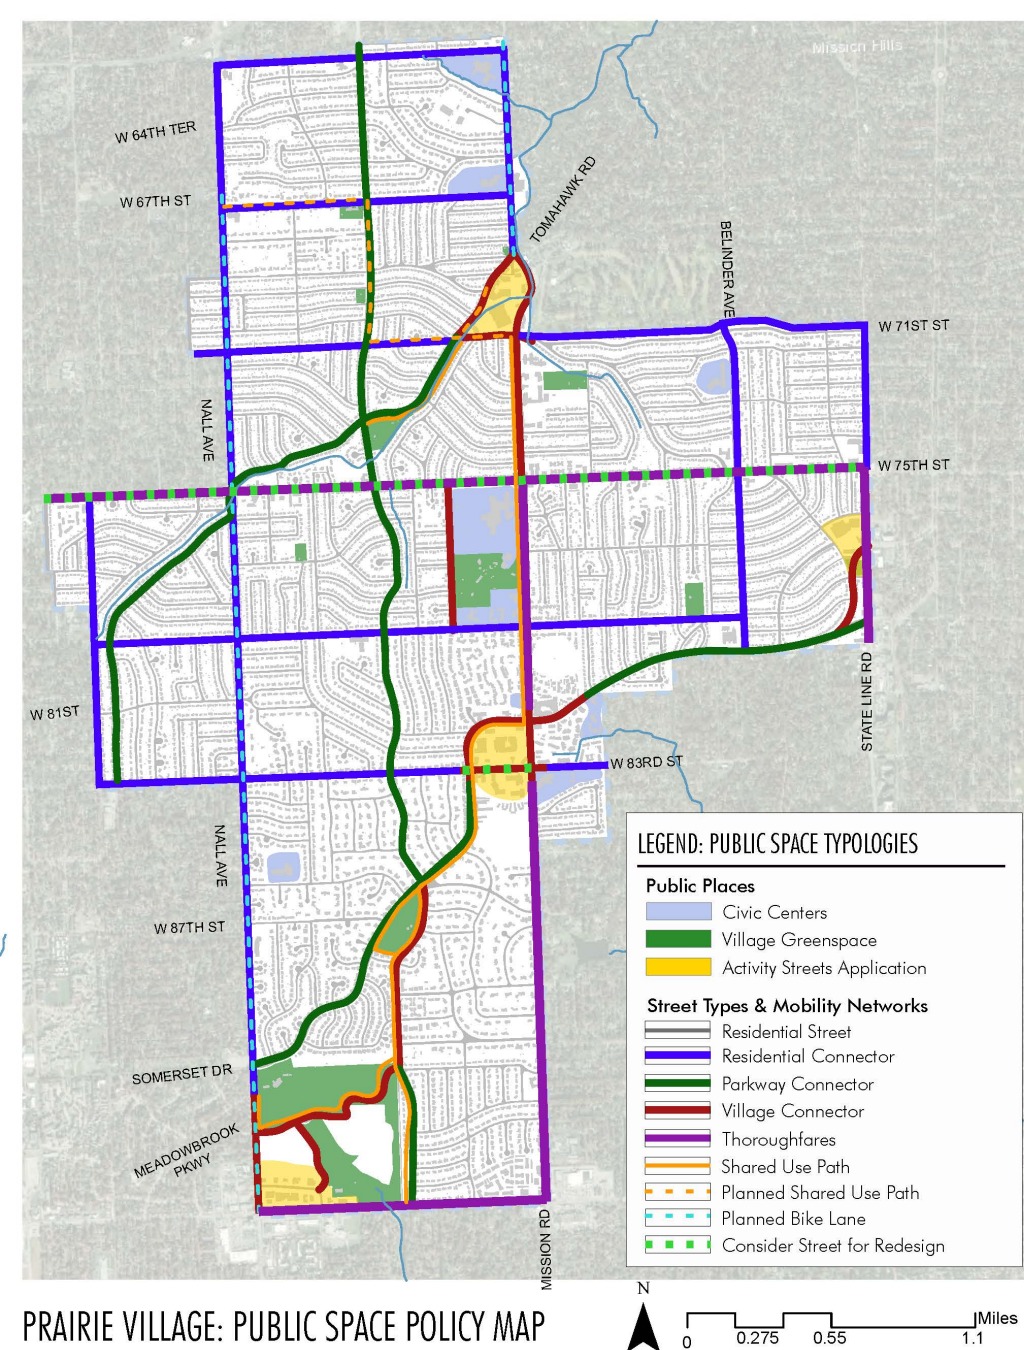 Mission Hills
W 64TH TER
W 67TH ST
TOMAHAWK RD
BELINDER AVE
W 71ST ST
NALL AVE
W 75TH ST
W 81ST
STATE LINE RD
W 83RD ST
NALL AVE
W 87TH ST
SOMERSET DR
MEADOWBROOK
PKWY
MISSION RD
LEGEND: PUBLIC SPACE TYPOLOGIES
Public Places
Civic Centers
Village Greenspace
Activity Streets Application
Street Types & Mobility Networks
Residential Street
Residential Connector
Parkway Connector
Village Connector
Thoroughfares
Shared Use Path
Planned Shared Use Path
Planned Bike Lane
Consider Street for Redesign
PRAIRIE VILLAGE: PUBLIC SPACE POLICY MAP
N
Miles
0 0.275 0.55 1.1